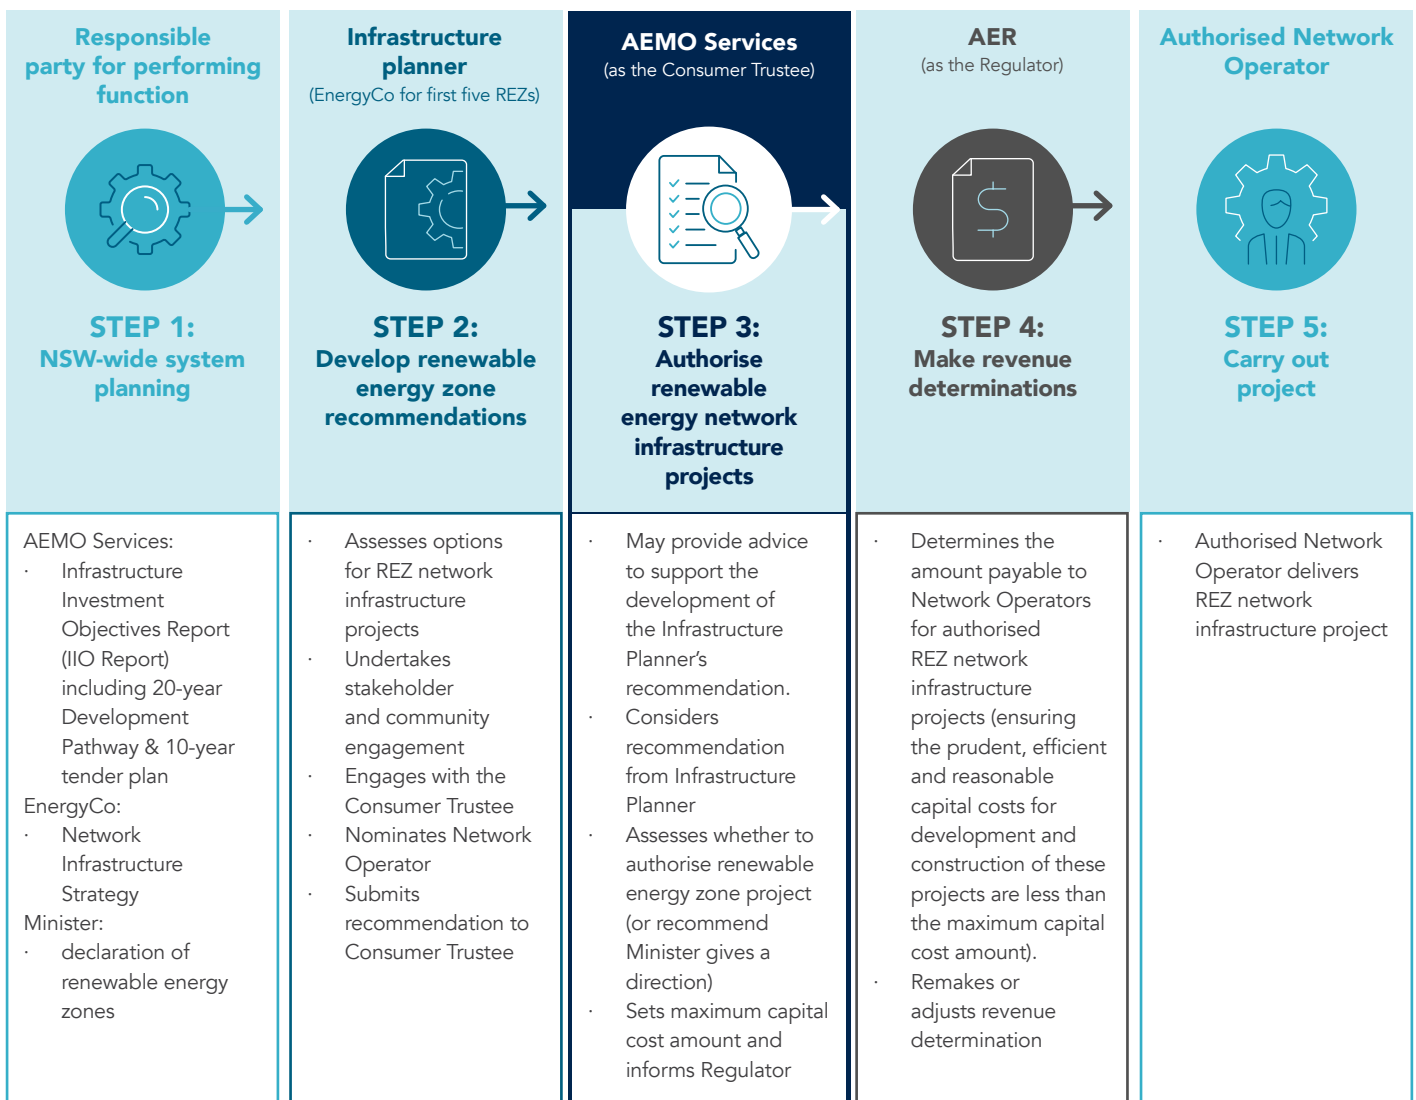 Responsible
party for performing
function
STEP 1:
NSW-wide system
planning
AEMO Services:
· Infrastructure
Investment
Objectives Report
(IIO Report)
including 20-year
Development
Pathway & 10-year
tender plan
EnergyCo:
· Network
Infrastructure
Strategy
Minister:
· declaration of
renewable energy
zones
Infrastructure
planner
(EnergyCo for first five REZs)
STEP 2:
Develop renewable
energy zone
recommendations
· Assesses options
for REZ network
infrastructure
projects
· Undertakes
stakeholder
and community
engagement
· Engages with the
Consumer Trustee
· Nominates Network
Operator
· Submits
recommendation to
Consumer Trustee
AEMO Services
(as the Consumer Trustee)
STEP 3:
Authorise
renewable
energy network
infrastructure
projects
· May provide advice
to support the
development of
the Infrastructure
Planner’s
recommendation.
· Considers
recommendation
from Infrastructure
Planner
· Assesses whether to
authorise renewable
energy zone project
(or recommend
Minister gives a
direction)
· Sets maximum capital
cost amount and
informs Regulator
AER
(as the Regulator)
$
STEP 4:
Make revenue
determinations
· Determines the
amount payable to
Network Operators
for authorised
REZ network
infrastructure
projects (ensuring
the prudent, efficient
and reasonable
capital costs for
development and
construction of these
projects are less than
the maximum capital
cost amount).
· Remakes or
adjusts revenue
determination
Authorised Network
Operator
STEP 5:
Carry out
project
· Authorised Network
Operator delivers
REZ network
infrastructure project